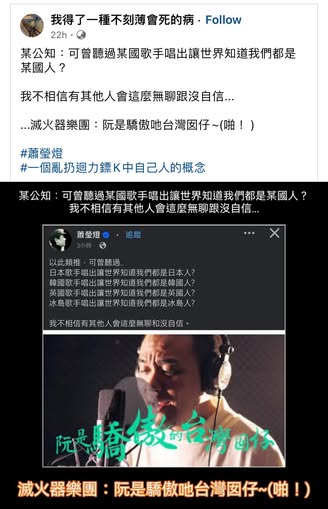 我得了一種不刻薄會死的病 · Follow
22h ·
某公知：可曾聽過某國歌手唱出讓世界知道我們都是
某國人？
我不相信有其他人會這麼無聊跟沒自信...
...滅火器樂團：阮是驕傲吔台灣囡仔~(啪！)
#蕭瑩燈
#一個亂扔迴力鏢Ｋ中自己人的概念
某公知：可曾聽過某國歌手唱出讓世界知道我們都是某國人？
我不相信有其他人會這麼無聊跟沒自信...
蕭瑩燈 · 追蹤
3小時 ·
以此類推，可曾聽過..
日本歌手唱出讓世界知道我們都是日本人?
韓國歌手唱出讓世界知道我們都是韓國人?
英國歌手唱出讓世界知道我們都是英國人?
冰島歌手唱出讓世界知道我們都是冰島人?
我不相信有其他人會這麼無聊和沒自信。
阮是驕傲的台灣囡仔
滅火器樂團：阮是驕傲吔台灣囡仔~(啪！)